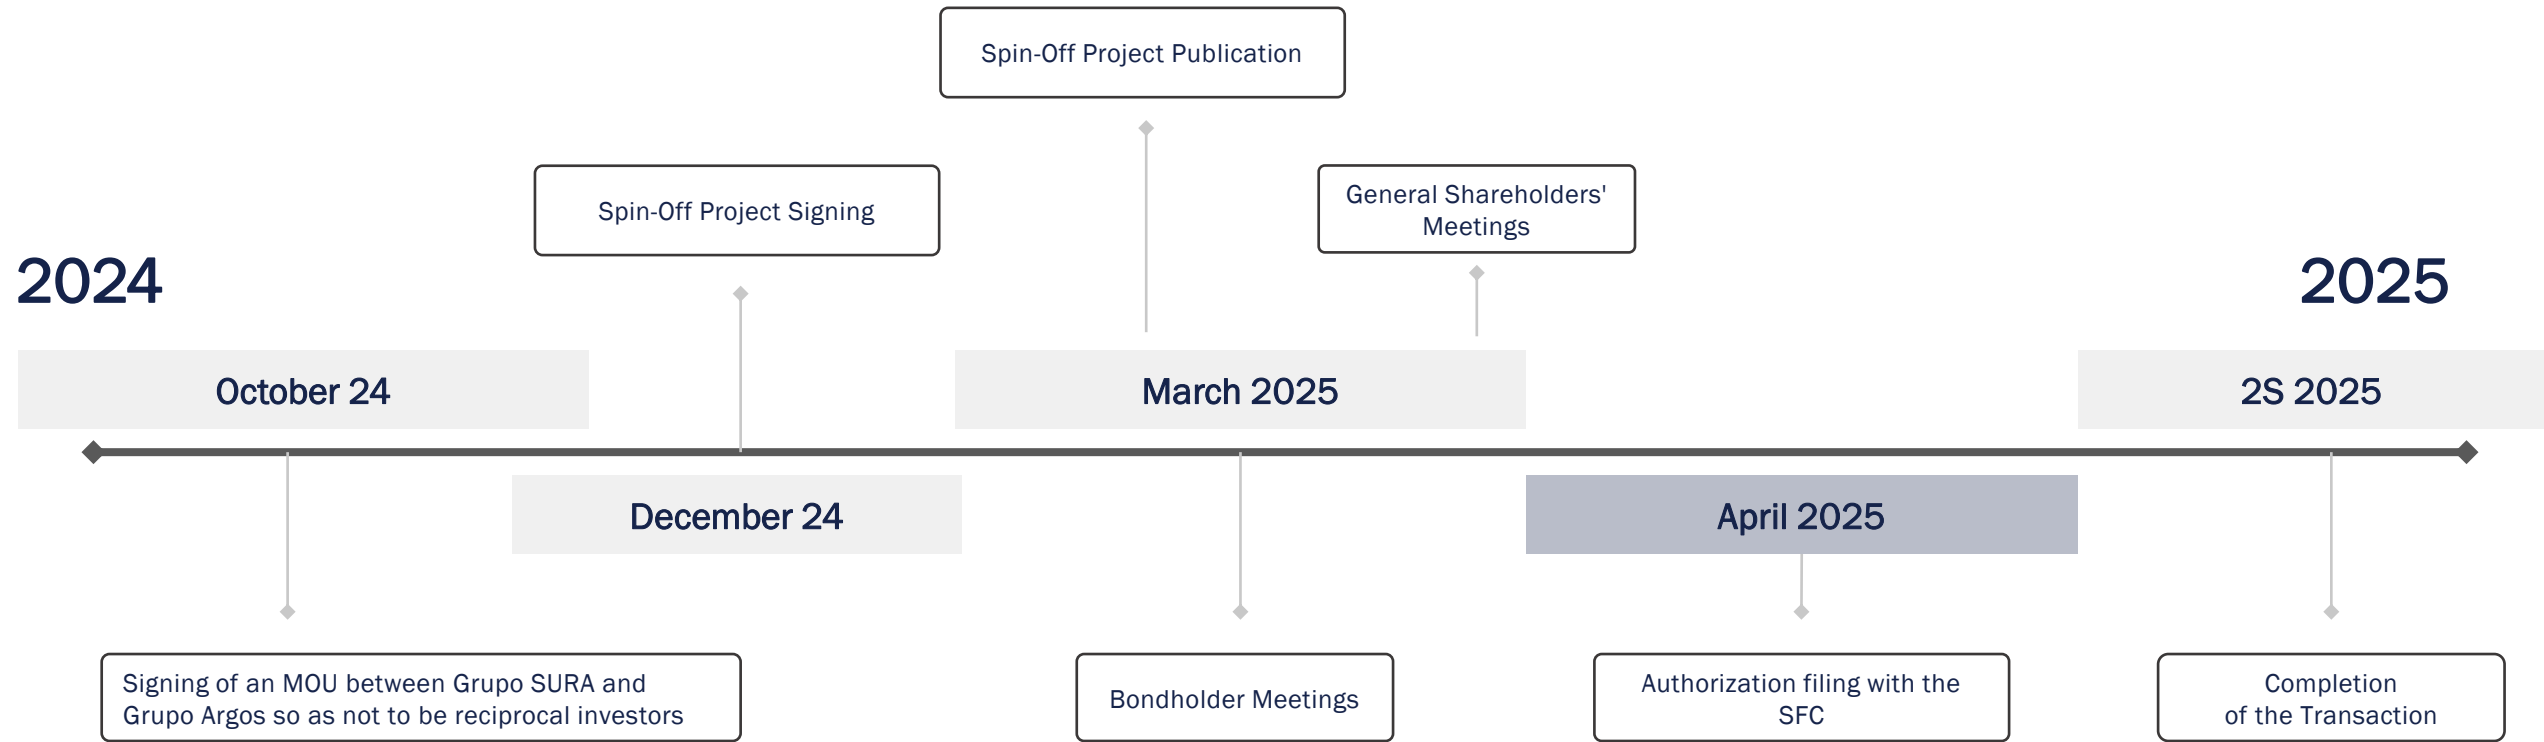 Spin-Off Project Publication
Spin-Off Project Signing
General Shareholders'
Meetings
2024
2025
October 24
March 2025
2S 2025
December 24
April 2025
Signing of an MOU between Grupo SURA and
Grupo Argos so as not to be reciprocal investors
Bondholder Meetings
Authorization filing with the
SFC
Completion
of the Transaction